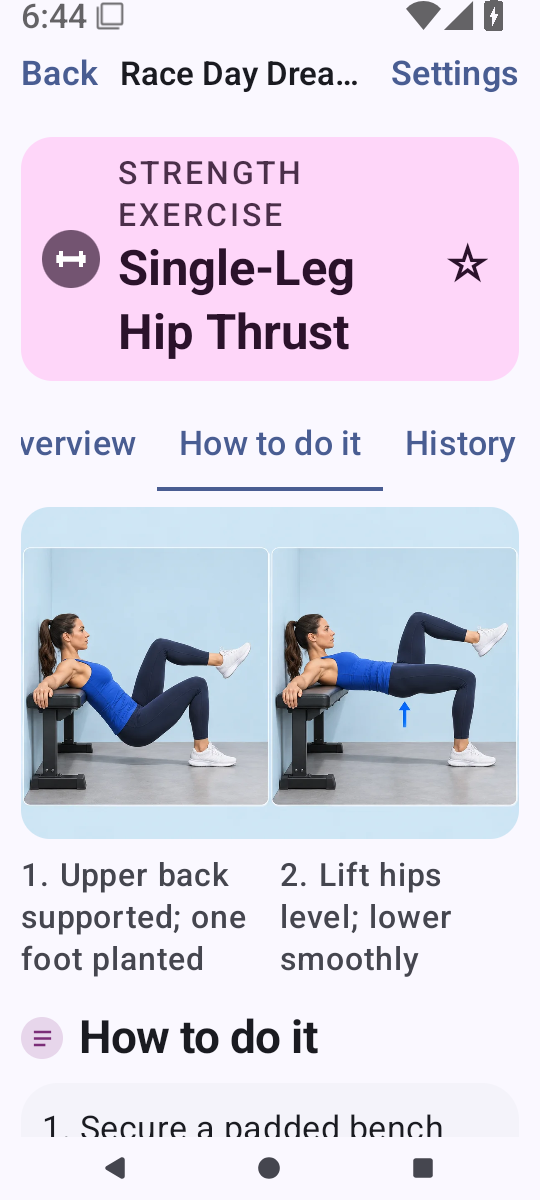 6:44
Back Race Day Drea… Settings
STRENGTH
EXERCISE
Single-Leg
Hip Thrust
verview How to do it History
1. Upper back
supported; one
foot planted
2. Lift hips
level; lower
smoothly
How to do it
1. Secure a padded bench